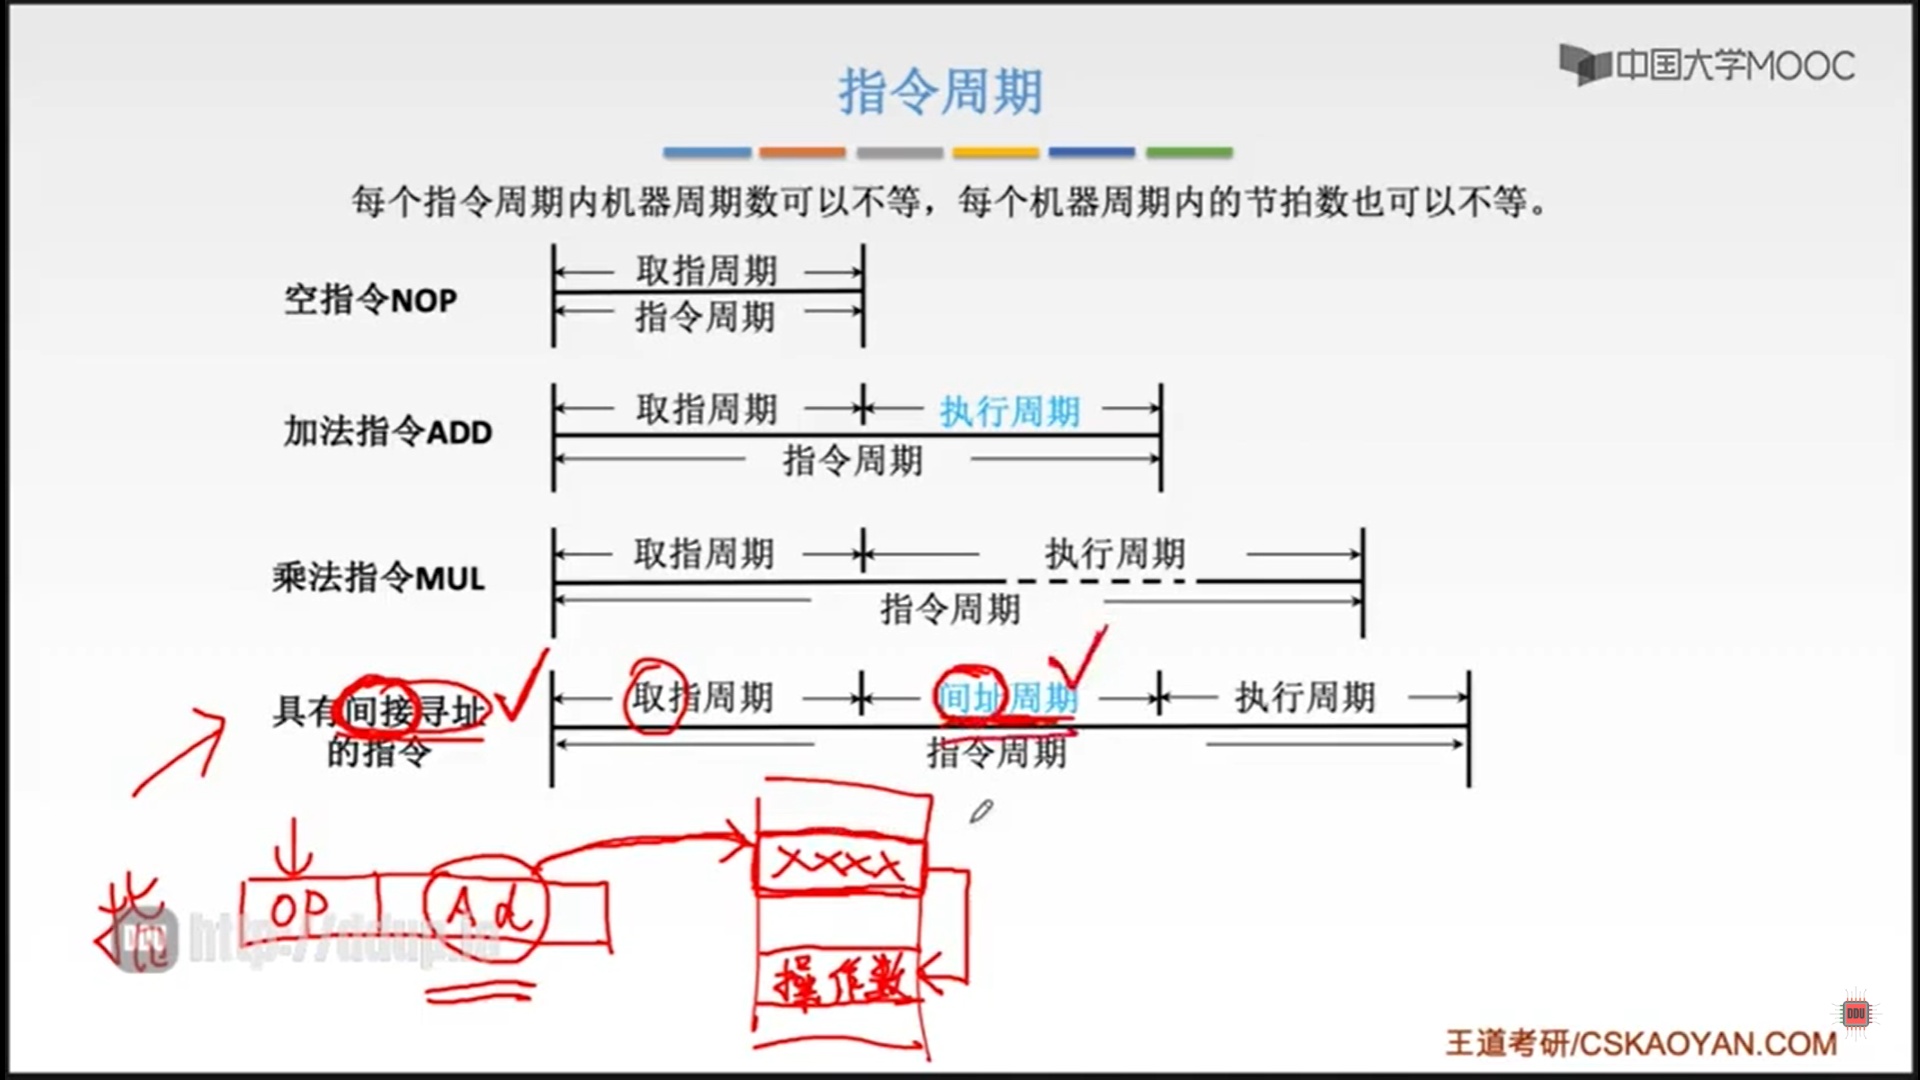 中国大学MOOC
指令周期
每个指令周期内机器周期数可以不等，每个机器周期内的节拍数也可以不等。
取指周期
空指令NOP
指令周期
取指周期 执行周期
加法指令ADD
指令周期
取指周期 执行周期
乘法指令MUL
指令周期
具有间接寻址 取指周期 间址周期 执行周期
的指令 指令周期
XXXX
OP Ad
http://ddup.
操作数
DDU
王道考研/CSKAOYAN.COM